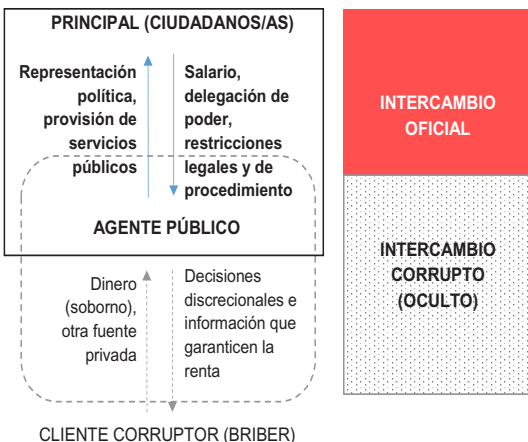 PRINCIPAL (CIUDADANOS/AS)
Representación
política,
provisión de
servicios
públicos
Salario,
delegación de
poder,
restricciones
legales y de
procedimiento
INTERCAMBIO
OFICIAL
AGENTE PÚBLICO
Dinero
(soborno),
otra fuente
privada
Decisiones
discrecionales e
información que
garanticen la
renta
INTERCAMBIO
CORRUPTO
(OCULTO)
CLIENTE CORRUPTOR (BRIBER)